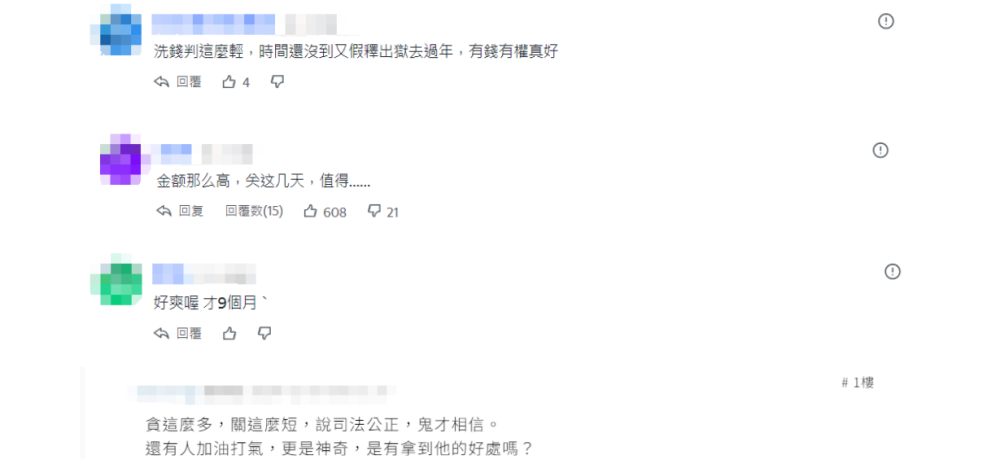 洗錢判這麼輕，時間還沒到又假釋出獄去過年，有錢有權真好
回覆 4
金额那么高，关这几天，值得......
回复 回覆数(15) 608 21
好爽喔 才9個月ˋ
回覆
# 1樓
貪這麼多，關這麼短，說司法公正，鬼才相信。
還有人加油打氣，更是神奇，是有拿到他的好處嗎？